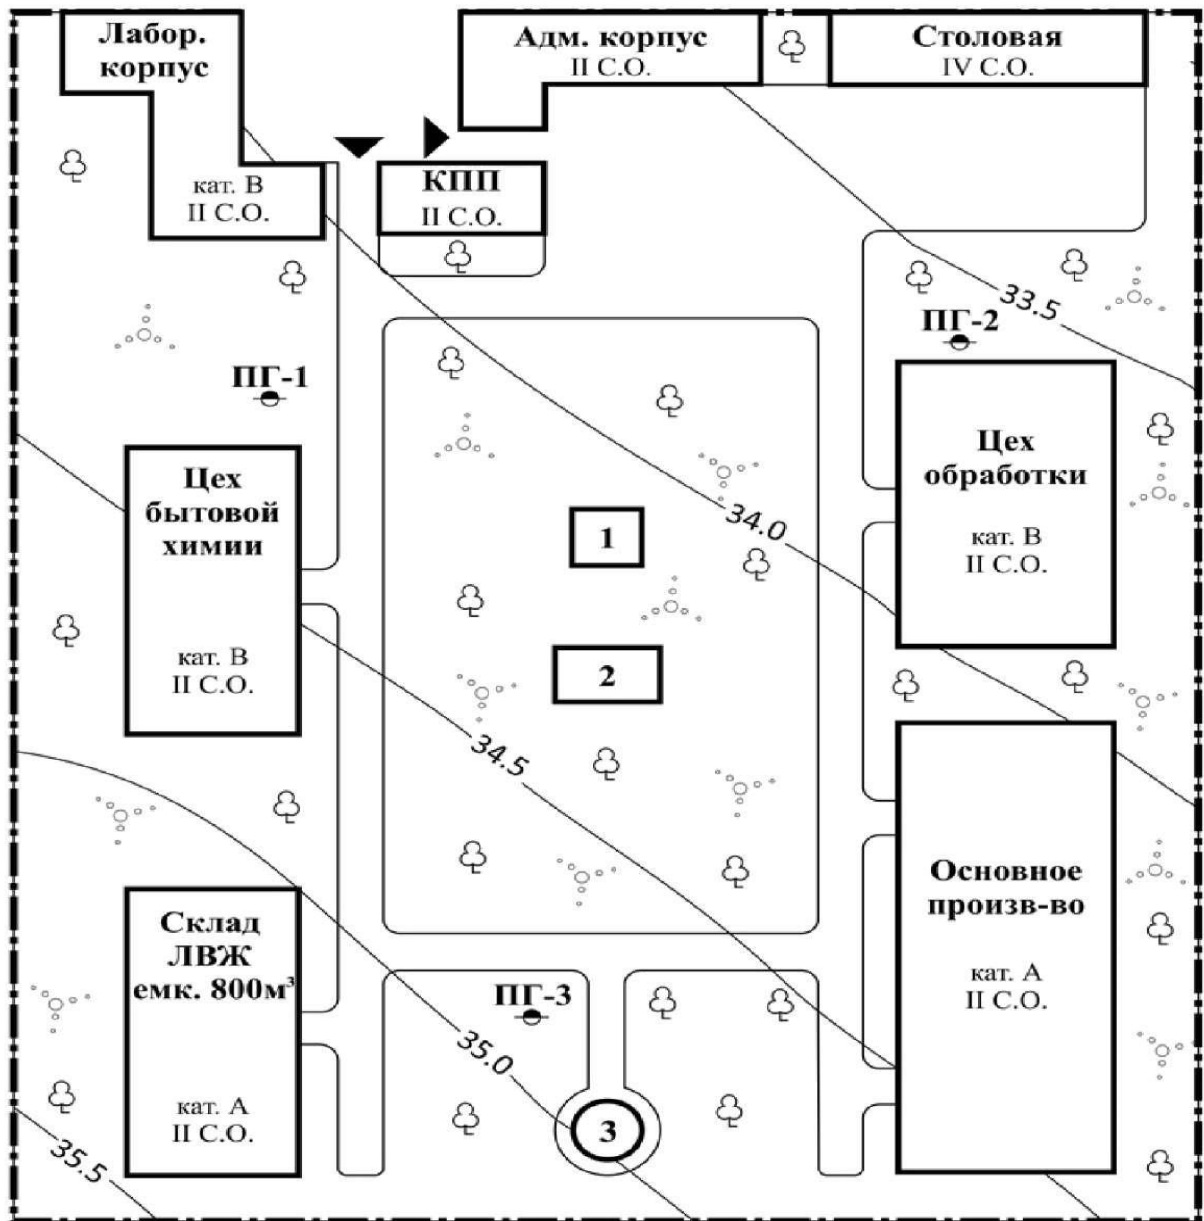 Лабор.
корпус
кат. В
II С.О.
Адм. корпус
II С.О.
Столовая
IV С.О.
КПП
II С.О.
33.5
ПГ-2
ПГ-1
Цех
бытовой
химии
кат. В
II С.О.
Цех
обработки
кат. В
II С.О.
34.0
1
2
34.5
Склад
ЛВЖ
емк. 800м³
кат. А
II С.О.
Основное
произв-во
кат. А
II С.О.
ПГ-3
35.0
3
35.5